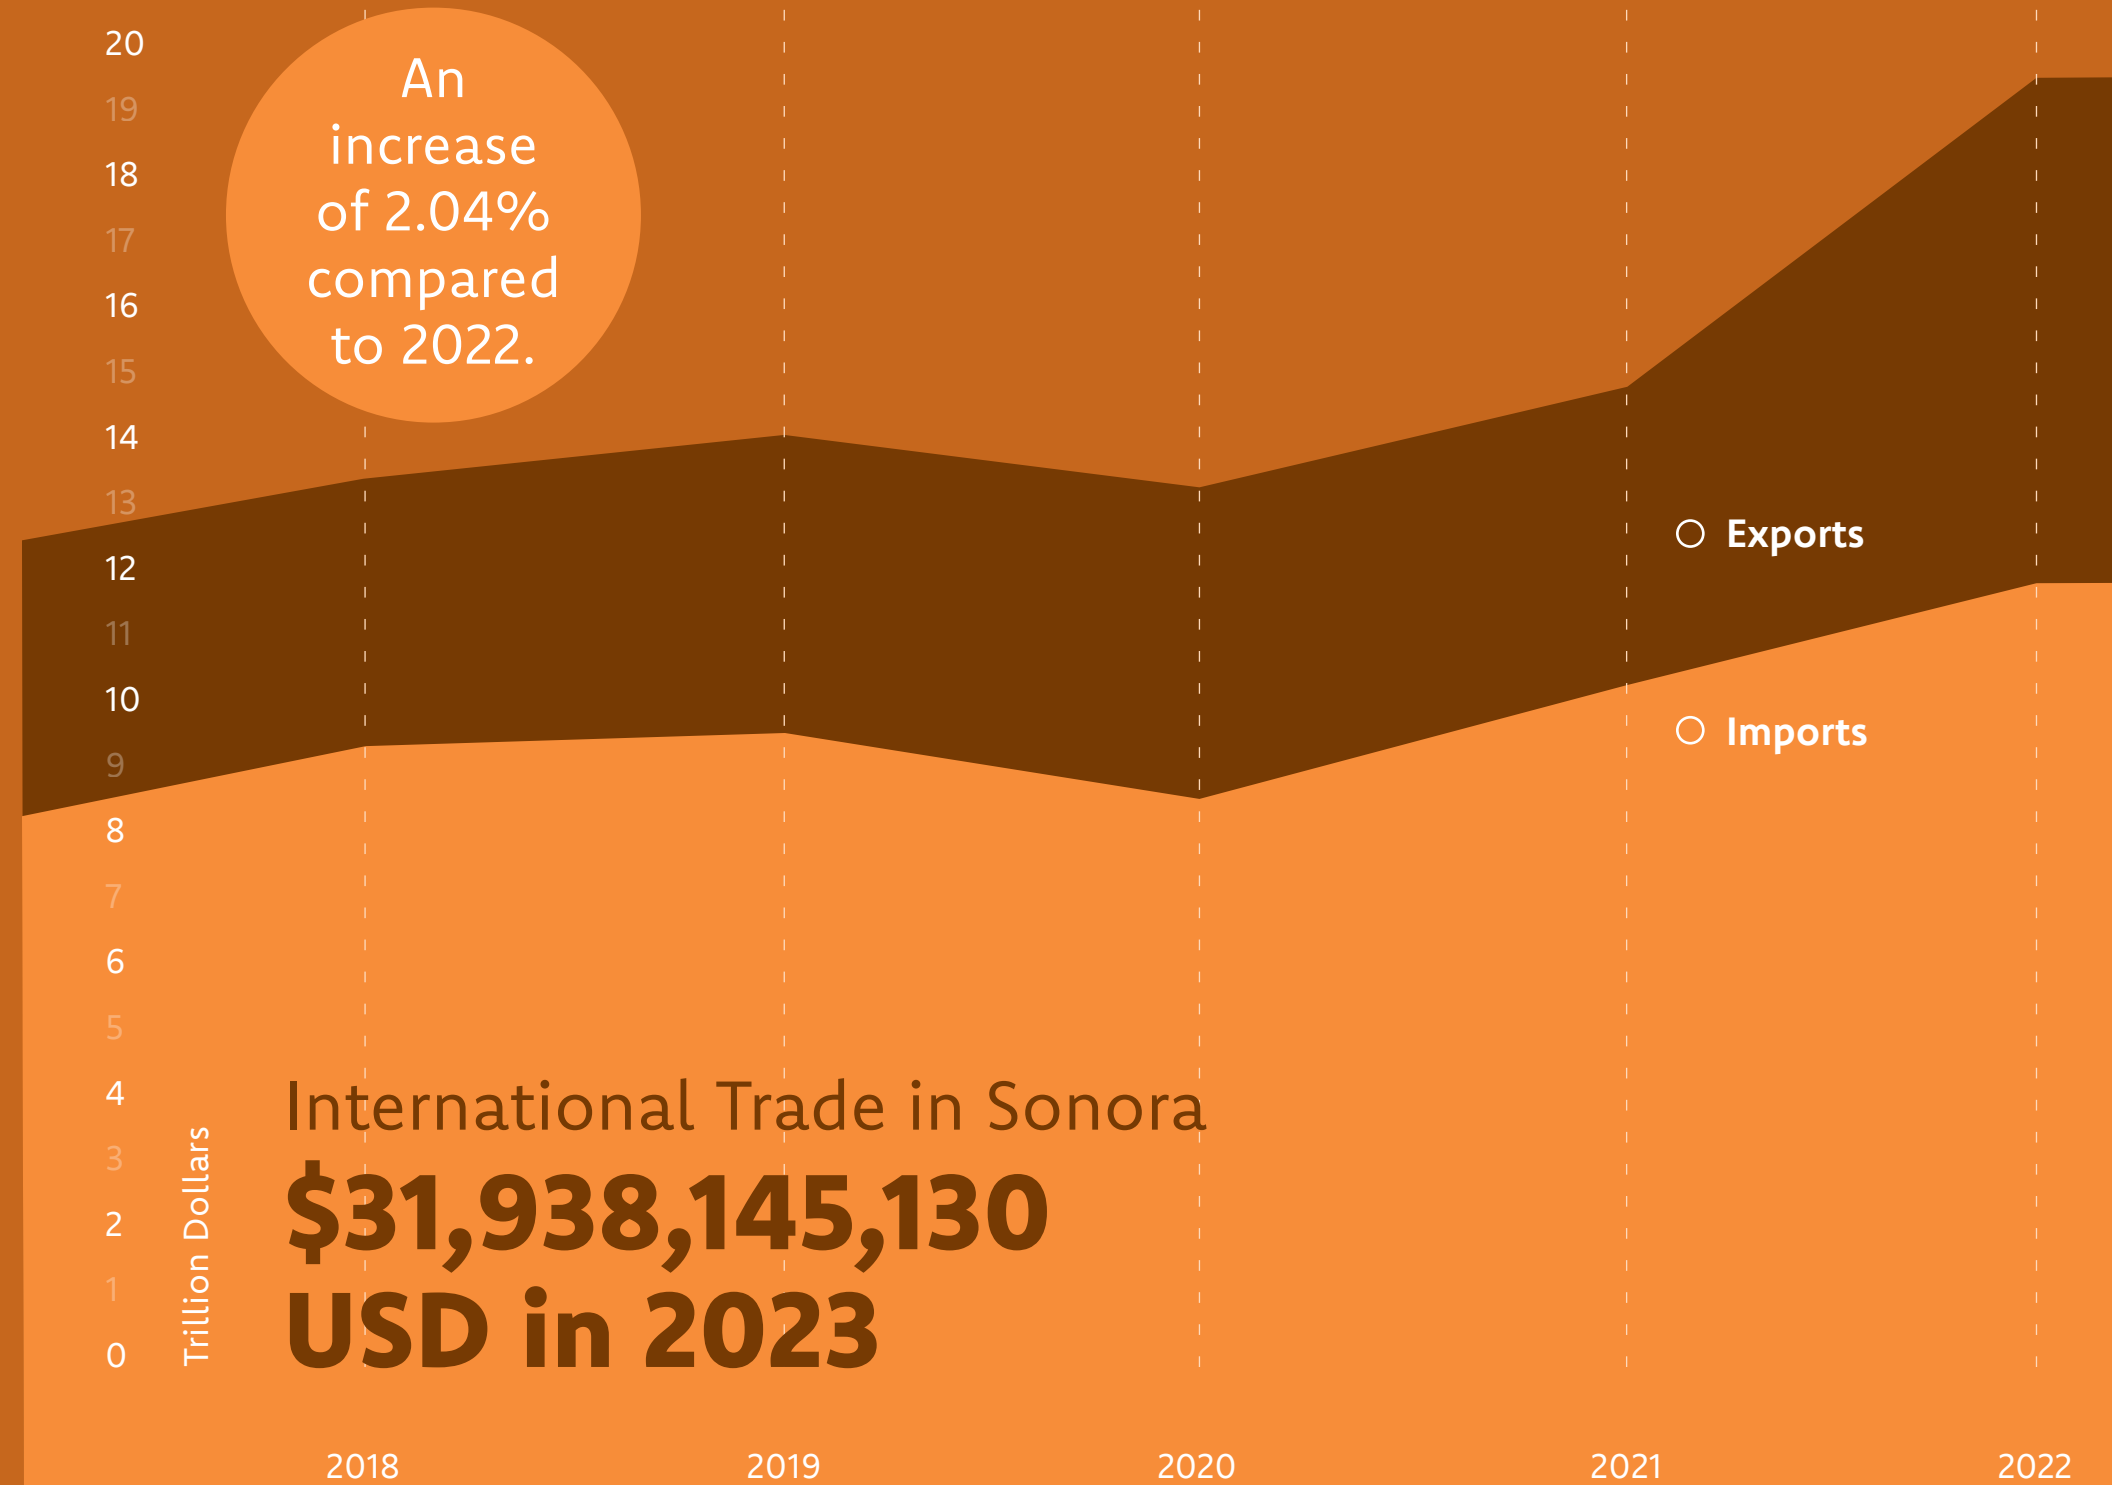 20
19
18
17
16
15
14
13
12
11
10
9
8
7
6
5
4
3
2
1
0
Trillion Dollars
An
increase
of 2.04%
compared
to 2022.
Exports
Imports
International Trade in Sonora
$31,938,145,130
USD in 2023
2018
2019
2020
2021
2022